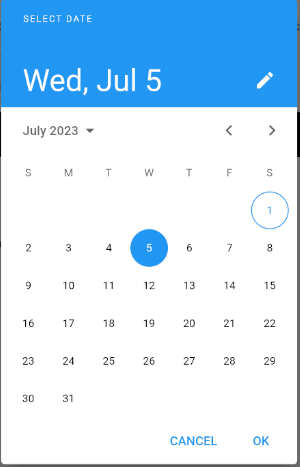 SELECT DATE
Wed, Jul 5
July 2023
S M T W T F S
1
2 3 4 5 6 7 8
9 10 11 12 13 14 15
16 17 18 19 20 21 22
23 24 25 26 27 28 29
30 31
CANCEL OK